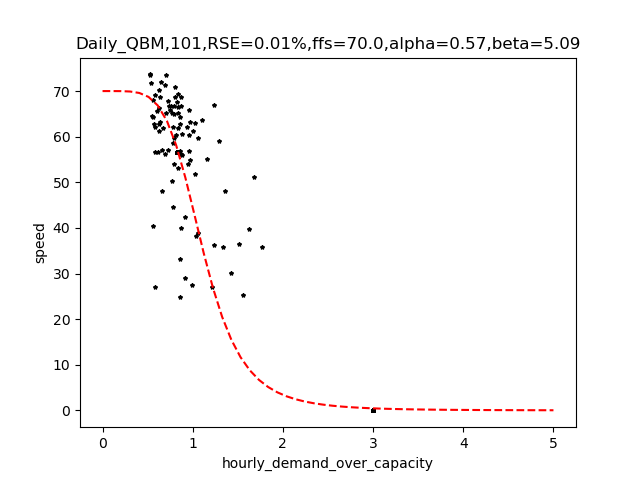 Daily_QBM,101,RSE=0.01%,ffs=70.0,alpha=0.57,beta=5.09
70
60
50
40
30
20
10
0
speed
0 1 2 3 4 5
hourly_demand_over_capacity